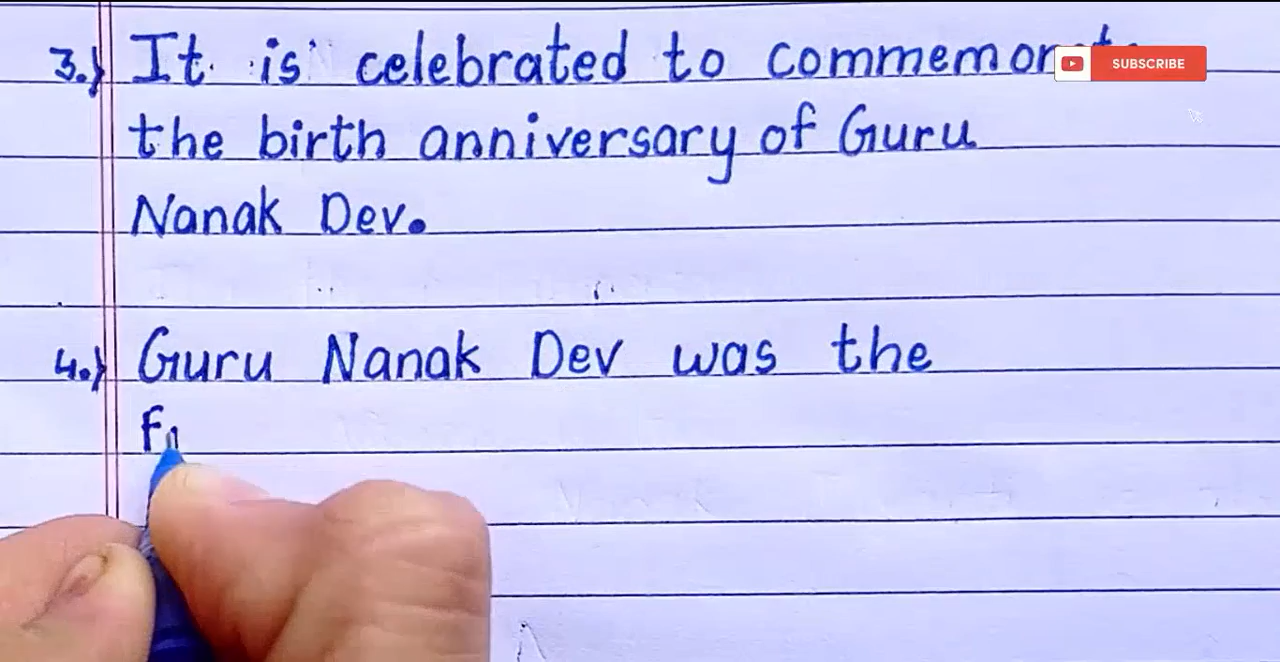 3.) It is celebrated to commemorate
SUBSCRIBE
the birth anniversary of Guru
Nanak Dev.
4.) Guru Nanak Dev was the